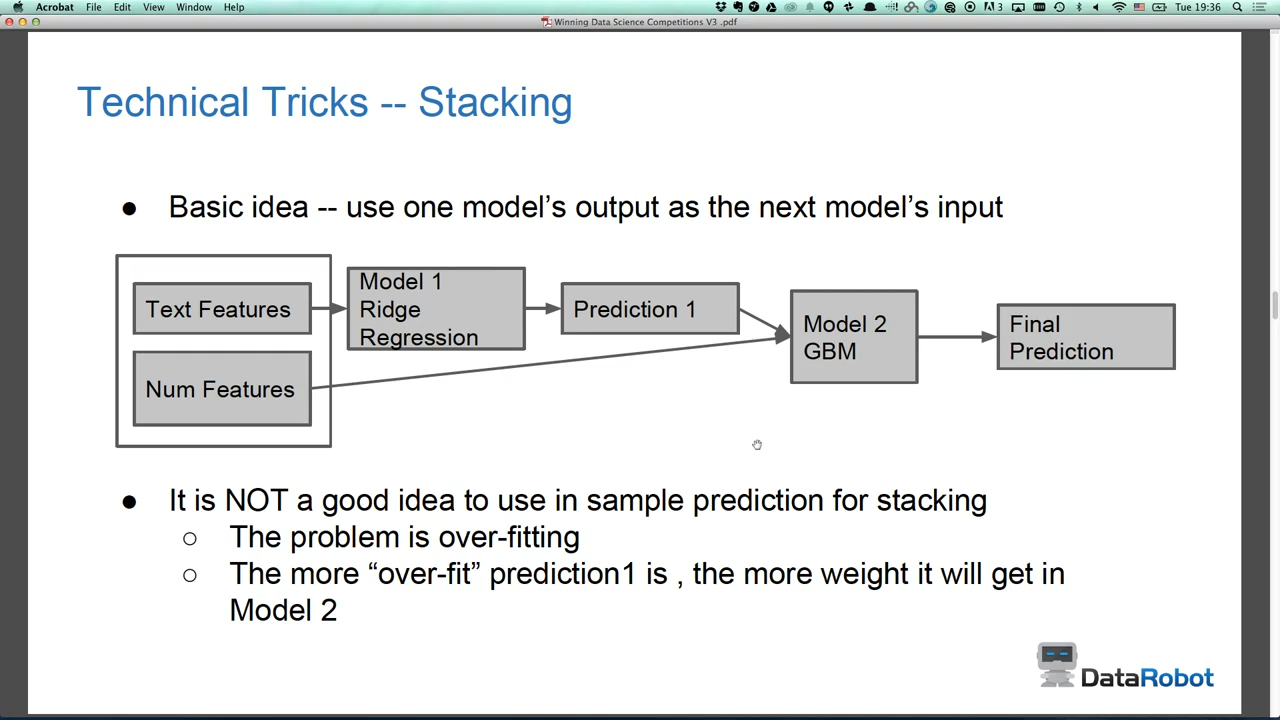 Acrobat File Edit View Window Help
3 Tue 19:36
Winning Data Science Competitions V3 .pdf
Technical Tricks -- Stacking
● Basic idea -- use one model’s output as the next model’s input
Text Features
Num Features
Model 1
Ridge
Regression
Prediction 1
Model 2
GBM
Final
Prediction
● It is NOT a good idea to use in sample prediction for stacking
○ The problem is over-fitting
○ The more “over-fit” prediction1 is , the more weight it will get in
Model 2
DataRobot